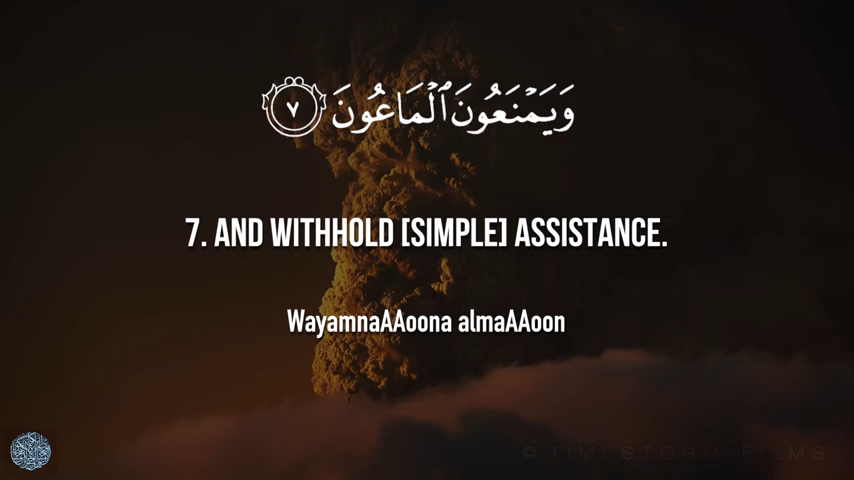 وَيَمْنَعُونَ ٱلْمَاعُونَ ٧
7. AND WITHHOLD [SIMPLE] ASSISTANCE.
WayamnaAAoona almaAAoon
© TIMESTORM FILMS